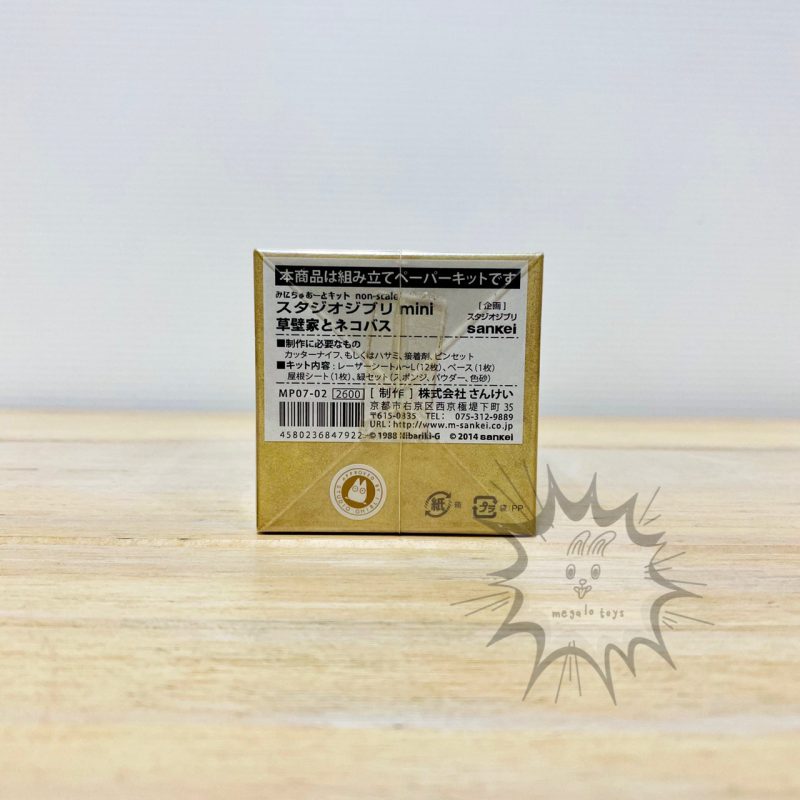 本商品は組み立てペーパーキットです
みにちゅあーとキット non-scale
スタジオジブリ mini
草壁家とネコバス
［企画］
スタジオジブリ
sankei
■制作に必要なもの
カッターナイフ、もしくはハサミ、接着剤、ピンセット
■キット内容：レーザーシートA~L（12枚）、ベース（1枚）
屋根シート（1枚）、緑セット（スポンジ、パウダー、色砂）
MP07-02 2600 ［制作］株式会社さんけい
京都市右京区西京極堤下町 35
〒615-0835 TEL： 075-312-9889
URL：http://www.m-sankei.co.jp
4580236847922 © 1988 Nibariki・G © 2014 sankei
APPROVED BY STUDIO GHIBLI
紙 箱 プラ 袋 PP
megalo toys